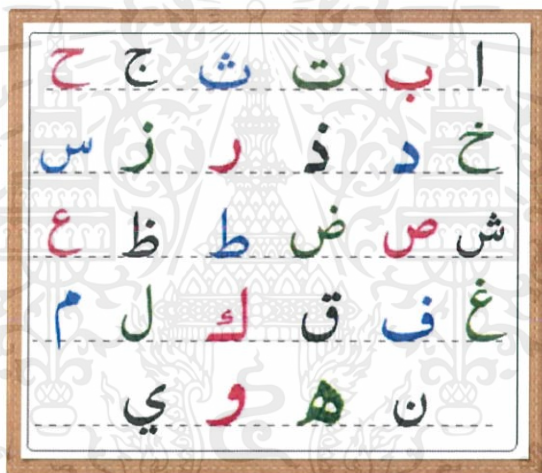 ا ب ت ث ج ح
خ د ذ ر ز س
ش ص ض ط ظ ع
غ ف ق ك ل م
ن ه و ي